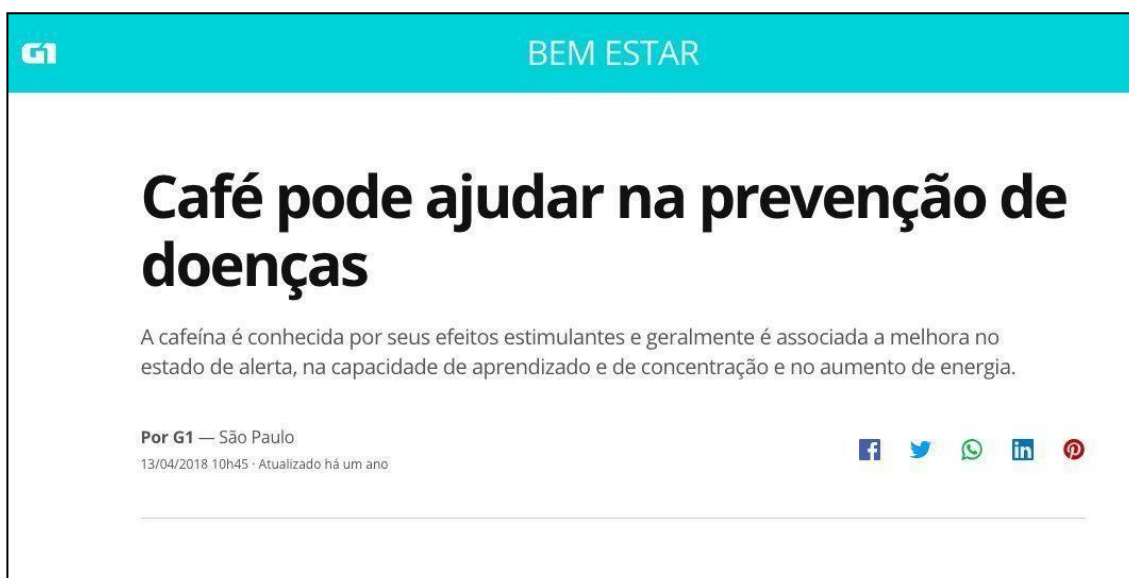 G1
BEM ESTAR
Café pode ajudar na prevenção de
doenças
A cafeína é conhecida por seus efeitos estimulantes e geralmente é associada a melhora no
estado de alerta, na capacidade de aprendizado e de concentração e no aumento de energia.
Por G1 — São Paulo
13/04/2018 10h45 · Atualizado há um ano